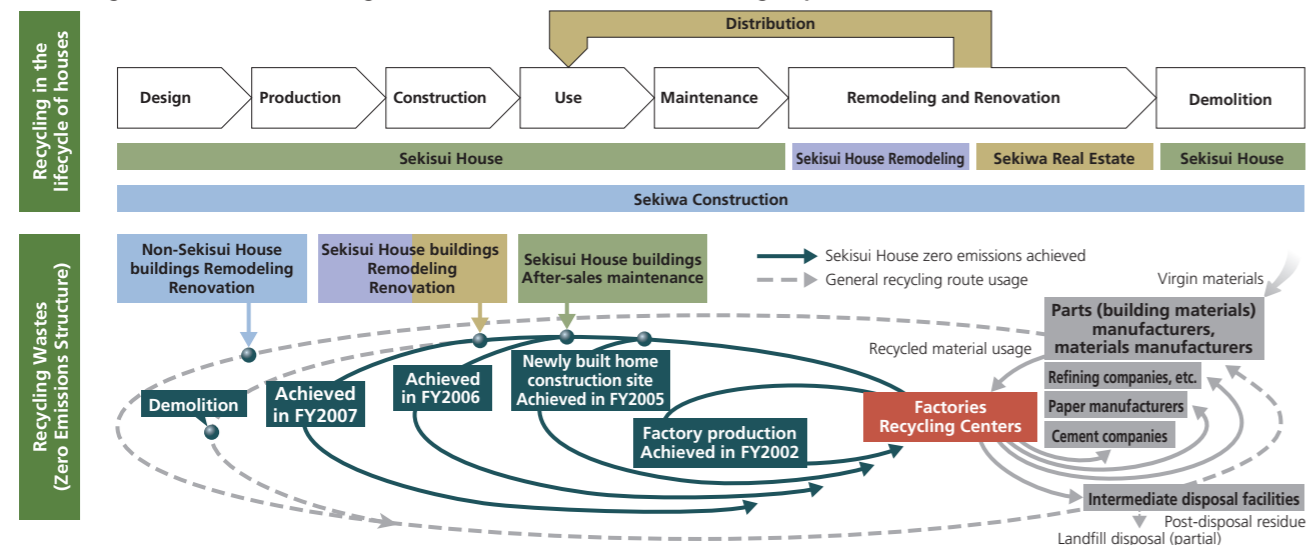 Distribution
Recycling in the
lifecycle of houses
Design
Production
Construction
Use
Maintenance
Remodeling and Renovation
Demolition
Sekisui House
Sekisui House Remodeling
Sekiwa Real Estate
Sekisui House
Sekiwa Construction
Recycling Wastes
(Zero Emissions Structure)
Non-Sekisui House
buildings Remodeling
Renovation
Sekisui House buildings
Remodeling
Renovation
Sekisui House buildings
After-sales maintenance
Sekisui House zero emissions achieved
General recycling route usage
Virgin materials
Parts (building materials)
manufacturers,
materials manufacturers
Recycled material usage
Refining companies, etc.
Paper manufacturers
Cement companies
Demolition
Achieved
in FY2007
Achieved
in FY2006
Newly built home
construction site
Achieved in FY2005
Factory production
Achieved in FY2002
Factories
Recycling Centers
Intermediate disposal facilities
Post-disposal residue
Landfill disposal (partial)